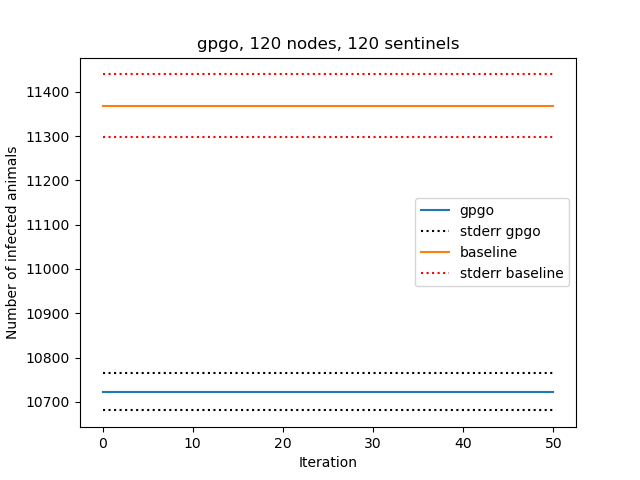 gpgo, 120 nodes, 120 sentinels
Number of infected animals
11400
11300
11200
11100
11000
10900
10800
10700
gpgo
stderr gpgo
baseline
stderr baseline
0 10 20 30 40 50
Iteration